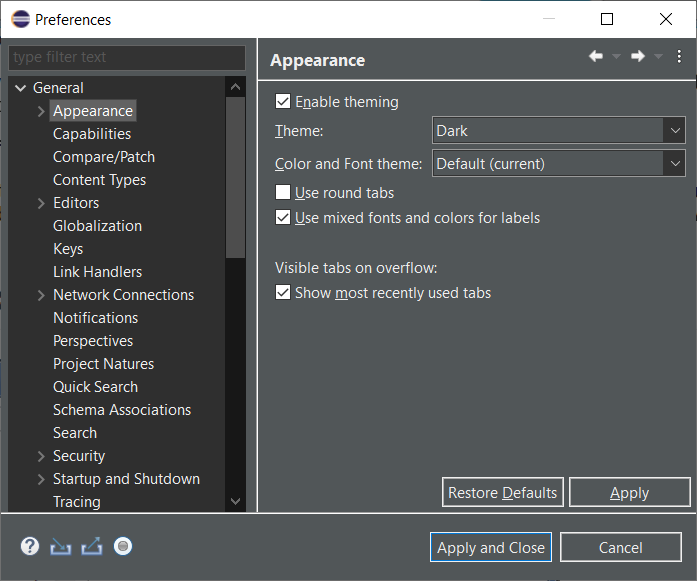 Preferences
type filter text
General
Appearance
Capabilities
Compare/Patch
Content Types
Editors
Globalization
Keys
Link Handlers
Network Connections
Notifications
Perspectives
Project Natures
Quick Search
Schema Associations
Search
Security
Startup and Shutdown
Tracing
Appearance
Enable theming
Theme: Dark
Color and Font theme: Default (current)
Use round tabs
Use mixed fonts and colors for labels
Visible tabs on overflow:
Show most recently used tabs
Restore Defaults Apply
Apply and Close Cancel